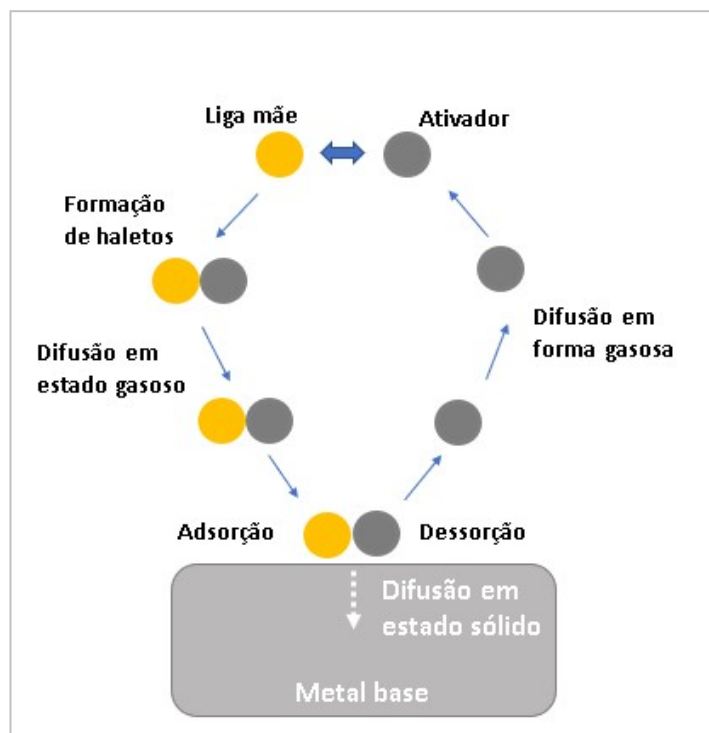 Liga mãe
Ativador
Formação
de haletos
Difusão em
estado gasoso
Difusão em
forma gasosa
Adsorção
Dessorção
Difusão em
estado sólido
Metal base